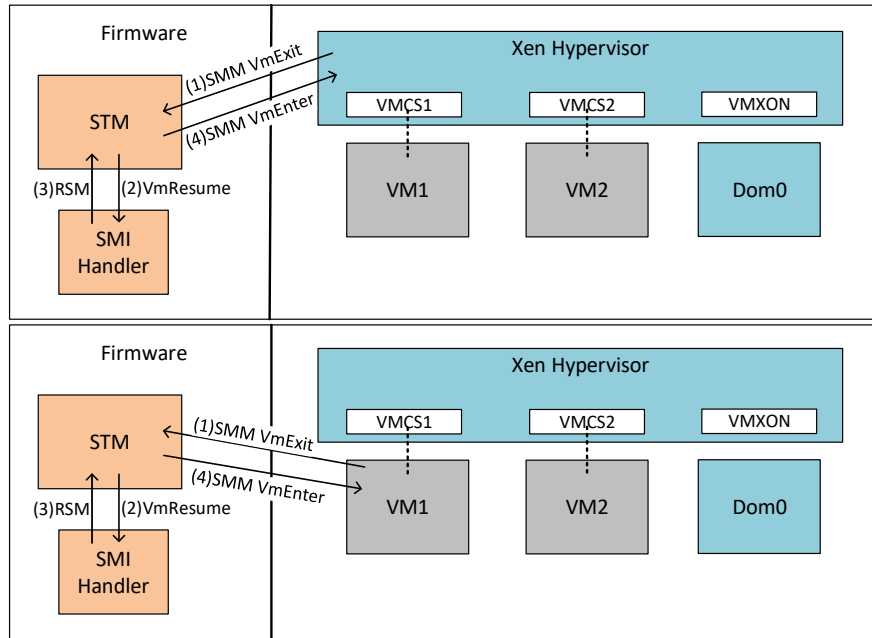 Firmware
Xen Hypervisor
(1)SMM VmExit
(4)SMM VmEnter
STM
VMCS1
VMCS2
VMXON
(3)RSM
(2)VmResume
VM1
VM2
Dom0
SMI
Handler
Firmware
Xen Hypervisor
STM
(1)SMM VmExit
(4)SMM VmEnter
VMCS1
VMCS2
VMXON
(3)RSM
(2)VmResume
VM1
VM2
Dom0
SMI
Handler